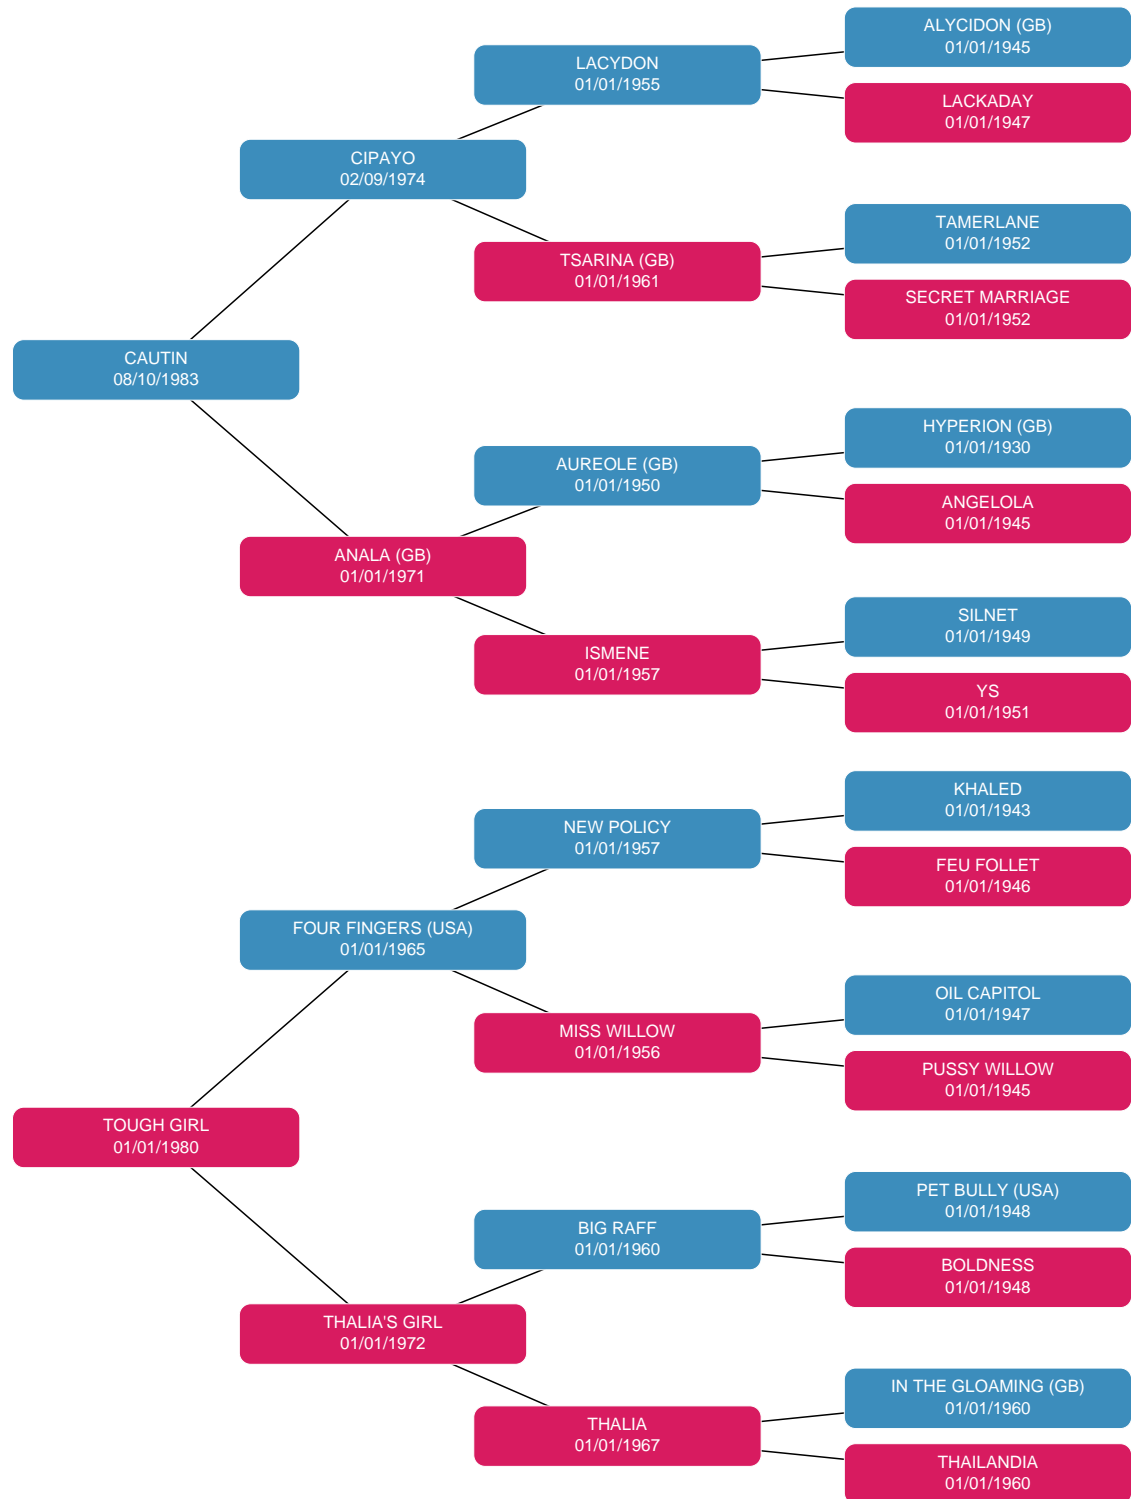 ALYCIDON (GB)
01/01/1945
LACYDON
01/01/1955
LACKADAY
01/01/1947
CIPAYO
02/09/1974
TAMERLANE
01/01/1952
TSARINA (GB)
01/01/1961
SECRET MARRIAGE
01/01/1952
CAUTIN
08/10/1983
HYPERION (GB)
01/01/1930
AUREOLE (GB)
01/01/1950
ANGELOLA
01/01/1945
ANALA (GB)
01/01/1971
SILNET
01/01/1949
ISMENE
01/01/1957
YS
01/01/1951
KHALED
01/01/1943
NEW POLICY
01/01/1957
FEU FOLLET
01/01/1946
FOUR FINGERS (USA)
01/01/1965
OIL CAPITOL
01/01/1947
MISS WILLOW
01/01/1956
PUSSY WILLOW
01/01/1945
TOUGH GIRL
01/01/1980
PET BULLY (USA)
01/01/1948
BIG RAFF
01/01/1960
BOLDNESS
01/01/1948
THALIA'S GIRL
01/01/1972
IN THE GLOAMING (GB)
01/01/1960
THALIA
01/01/1967
THAILANDIA
01/01/1960